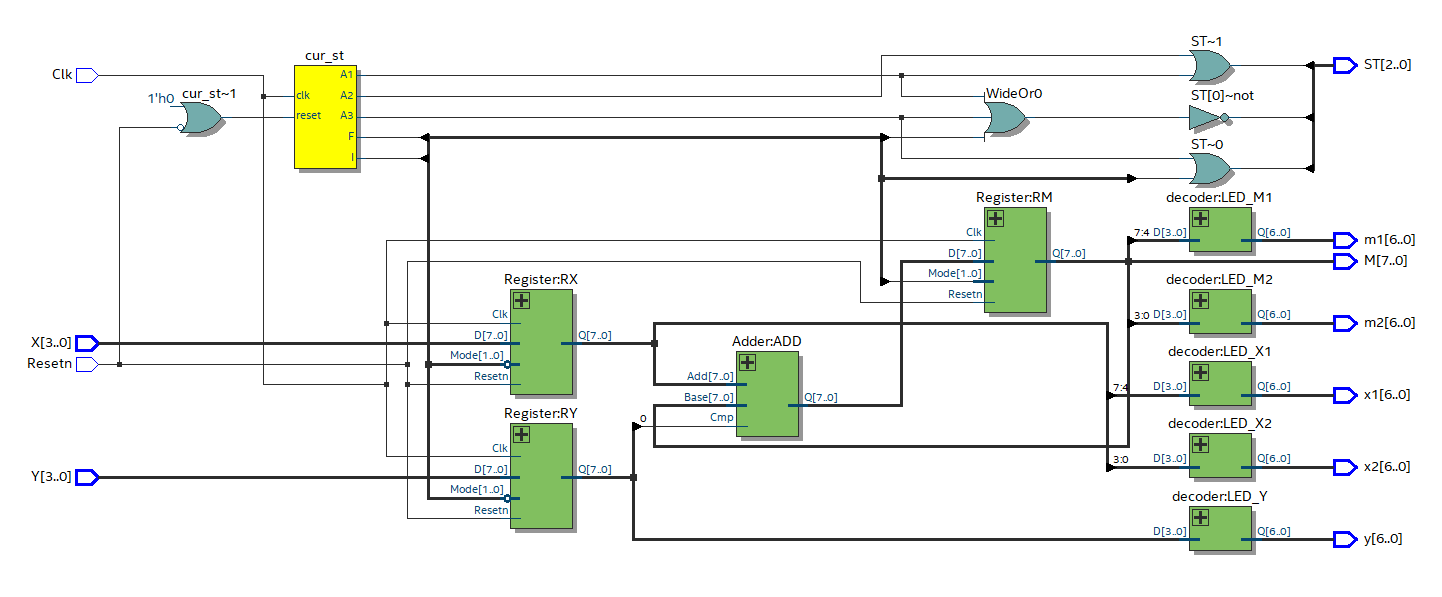 cur_st
ST~1
Clk
A1
ST[2..0]
1'h0
cur_st~1
clk
A2
WideOr0
ST[0]~not
reset
A3
F
ST~0
I
Register:RM
decoder:LED_M1
Clk
7:4
D[3..0]
Q[6..0]
m1[6..0]
D[7..0]
Q[7..0]
M[7..0]
Register:RX
Mode[1..0]
decoder:LED_M2
Resetn
Clk
3:0
D[3..0]
Q[6..0]
m2[6..0]
X[3..0]
D[7..0]
Q[7..0]
Adder:ADD
decoder:LED_X1
Resetn
Mode[1..0]
Resetn
Add[7..0]
7:4
D[3..0]
Q[6..0]
x1[6..0]
Base[7..0]
Q[7..0]
Register:RY
0
Cmp
decoder:LED_X2
Clk
3:0
D[3..0]
Q[6..0]
x2[6..0]
Y[3..0]
D[7..0]
Q[7..0]
Mode[1..0]
decoder:LED_Y
Resetn
D[3..0]
Q[6..0]
y[6..0]